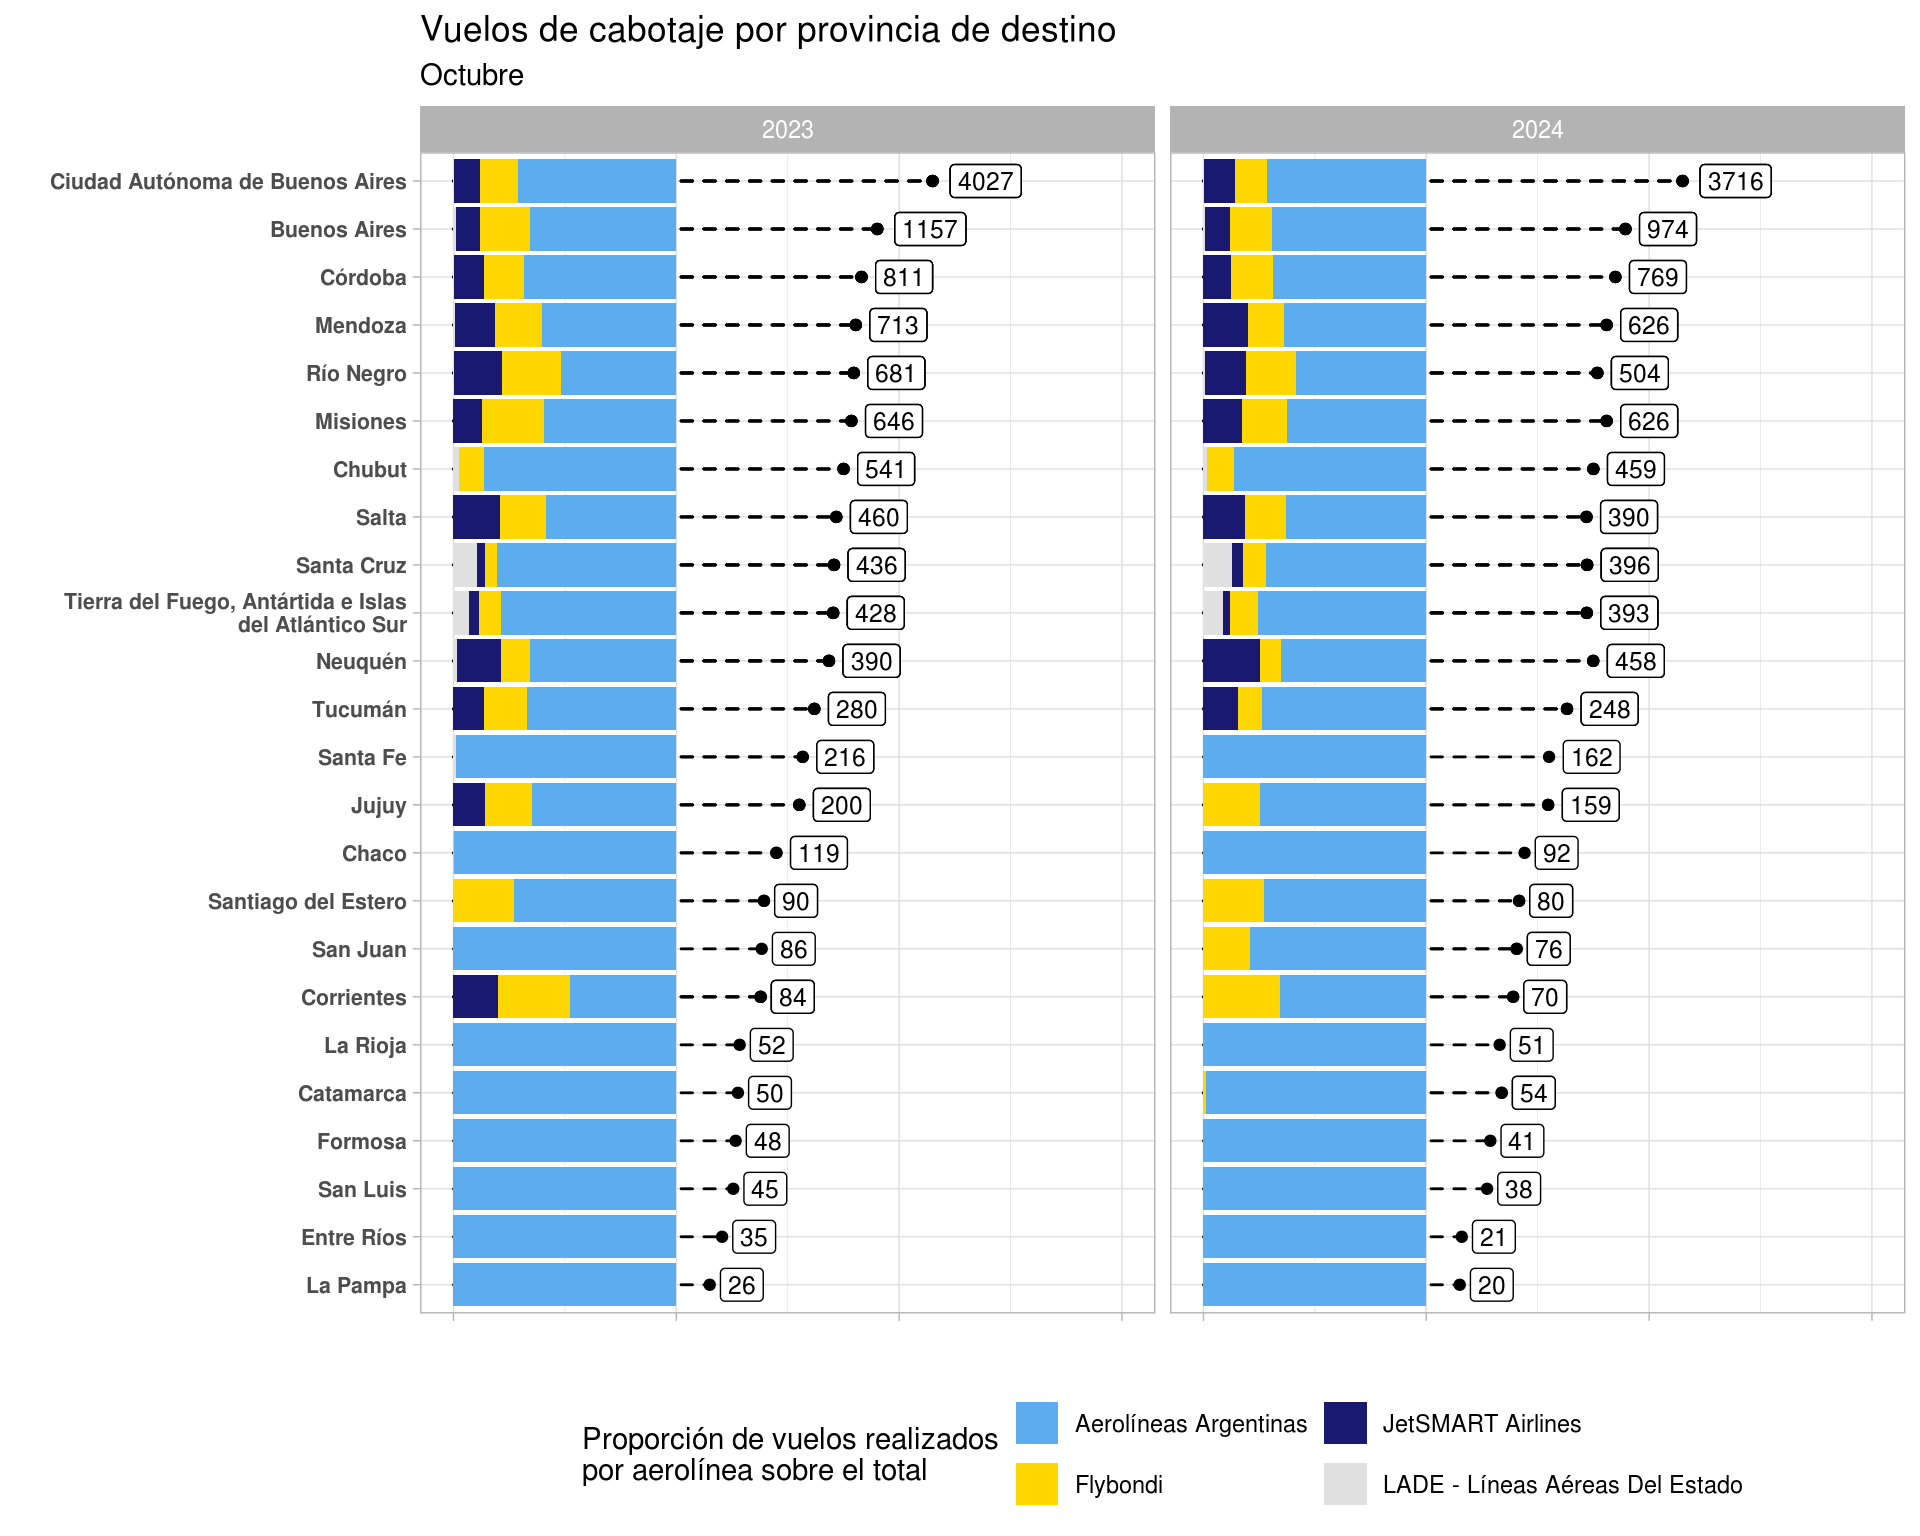 Vuelos de cabotaje por provincia de destino
Octubre
2023 2024
Ciudad Autónoma de Buenos Aires 4027 3716
Buenos Aires 1157 974
Córdoba 811 769
Mendoza 713 626
Río Negro 681 504
Misiones 646 626
Chubut 541 459
Salta 460 390
Santa Cruz 436 396
Tierra del Fuego, Antártida e Islas
del Atlántico Sur 428 393
Neuquén 390 458
Tucumán 280 248
Santa Fe 216 162
Jujuy 200 159
Chaco 119 92
Santiago del Estero 90 80
San Juan 86 76
Corrientes 84 70
La Rioja 52 51
Catamarca 50 54
Formosa 48 41
San Luis 45 38
Entre Ríos 35 21
La Pampa 26 20
Proporción de vuelos realizados
por aerolínea sobre el total
Aerolíneas Argentinas JetSMART Airlines
Flybondi LADE - Líneas Aéreas Del Estado